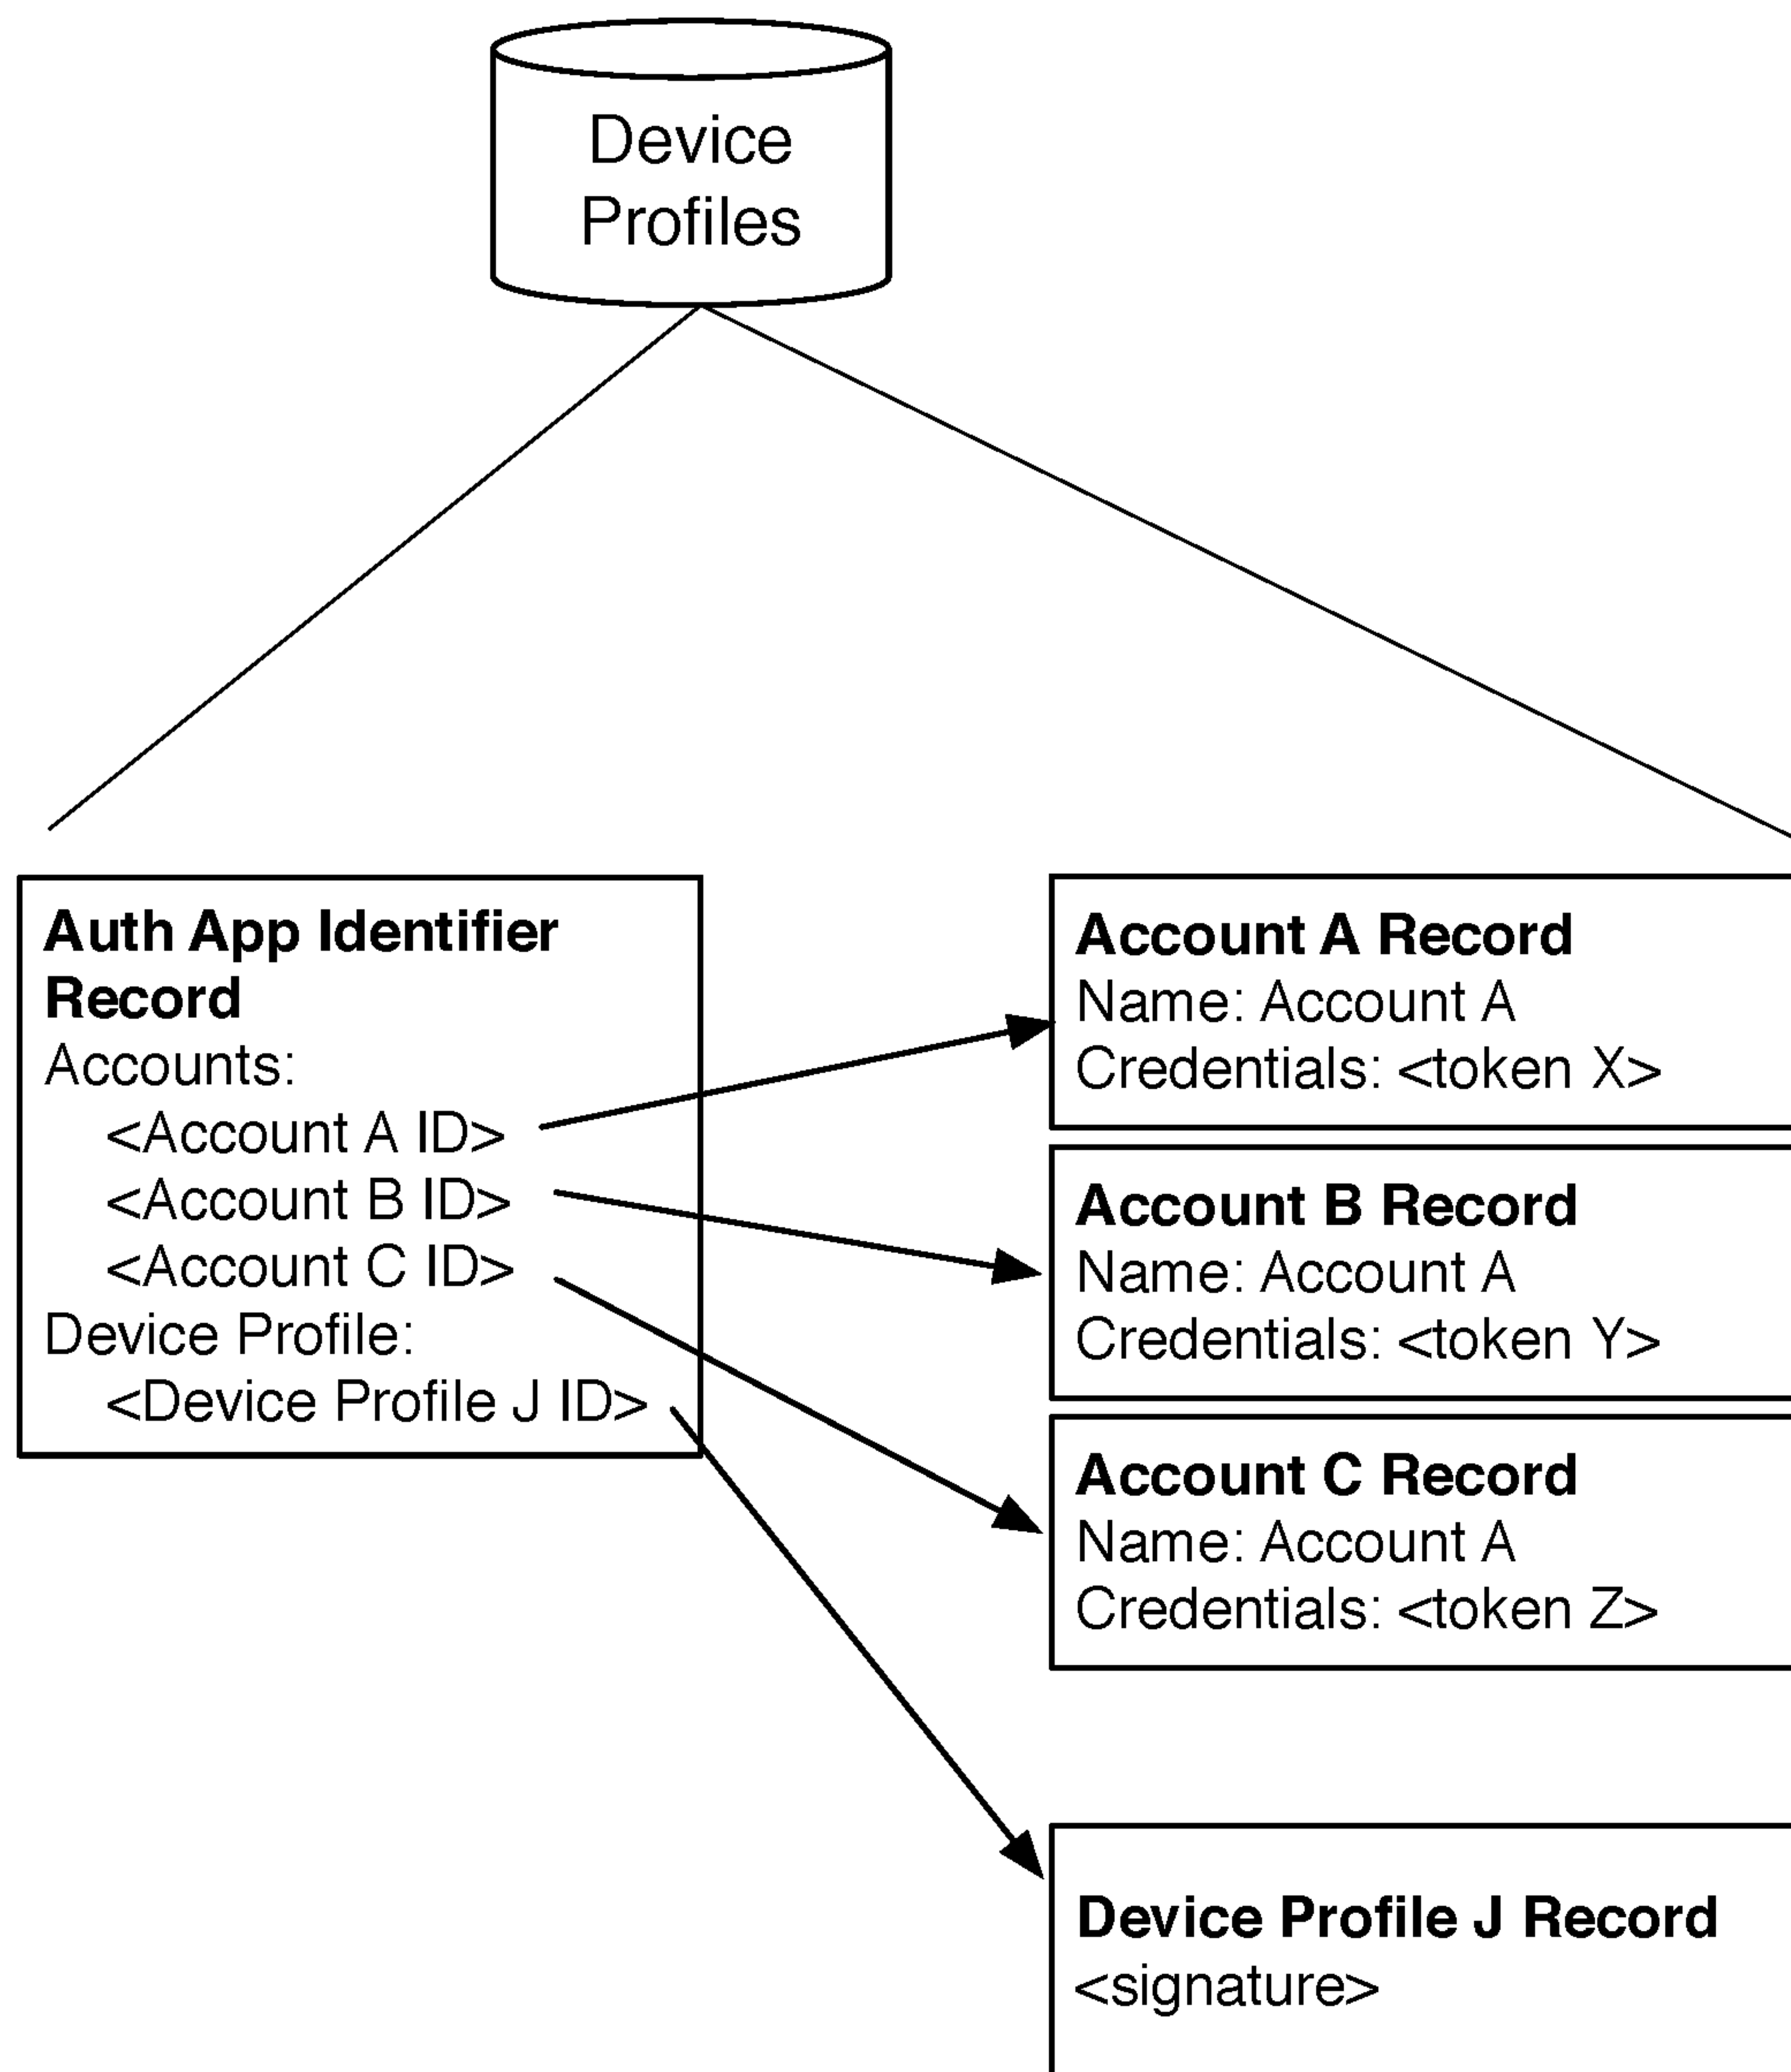 Device
Profiles
Auth App Identifier
Record
Accounts:
<Account A ID>
<Account B ID>
<Account C ID>
Device Profile:
<Device Profile J ID>
Account A Record
Name: Account A
Credentials: <token X>
Account B Record
Name: Account A
Credentials: <token Y>
Account C Record
Name: Account A
Credentials: <token Z>
Device Profile J Record
<signature>